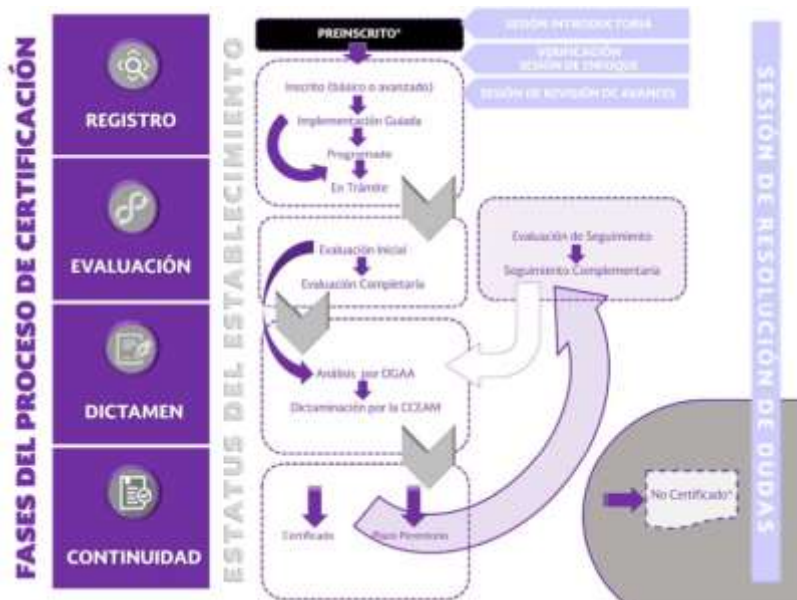 FASES DEL PROCESO DE CERTIFICACIÓN
REGISTRO
EVALUACIÓN
DICTAMEN
CONTINUIDAD
ESTATUS DEL ESTABLECIMIENTO
PREINSCRITO*
Inscrito (básico o avanzado)
Implementación Guiada
Programado
En Trámite
Evaluación Inicial
Evaluación Completaria
Análisis por DGAA
Dictaminación por la CCEAM
Certificado
Plazo Perentorio
SESIÓN INTRODUCTORIA
VERIFICACIÓN
SESIÓN DE ENFOQUE
SESIÓN DE REVISIÓN DE AVANCES
Evaluación de Seguimiento
Seguimiento Complementaria
No Certificado*
SESIÓN DE RESOLUCIÓN DE DUDAS